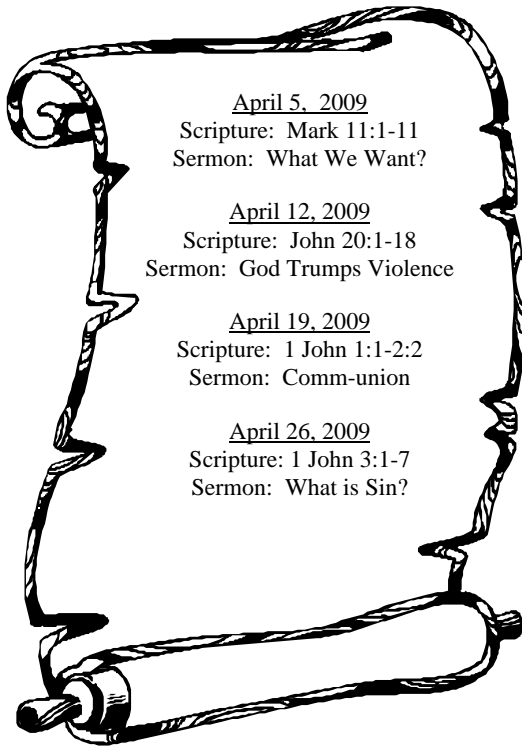 April 5,  2009
Scripture:  Mark 11:1-11
Sermon:  What We Want?
April 12, 2009
Scripture:  John 20:1-18
Sermon:  God Trumps Violence
April 19, 2009
Scripture:  1 John 1:1-2:2
Sermon:  Comm-union
April 26, 2009
Scripture: 1 John 3:1-7
Sermon:  What is Sin?